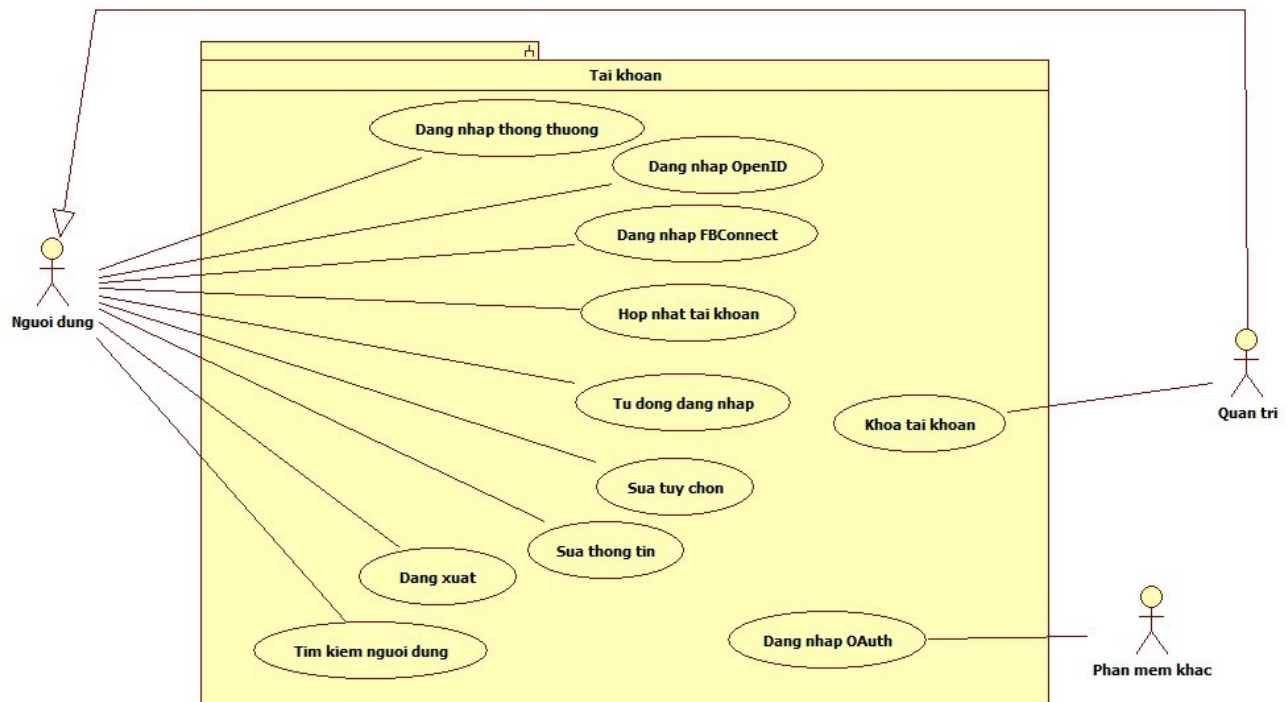 Tai khoan
Dang nhap thong thuong
Dang nhap OpenID
Dang nhap FBConnect
Nguoi dung
Hop nhat tai khoan
Tu dong dang nhap
Khoa tai khoan
Quan tri
Sua tuy chon
Sua thong tin
Dang xuat
Tim kiem nguoi dung
Dang nhap OAuth
Phan mem khac